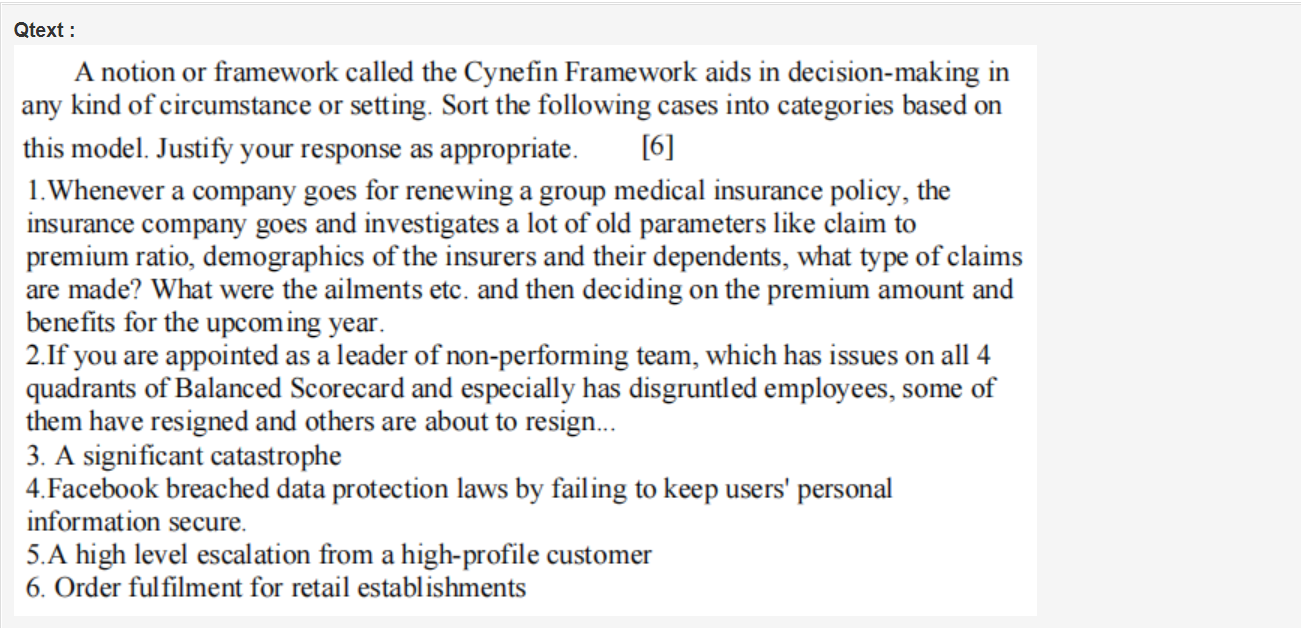 Qtext :
A notion or framework called the Cynefin Framework aids in decision-making in
any kind of circumstance or setting. Sort the following cases into categories based on
this model. Justify your response as appropriate. [6]
1.Whenever a company goes for renewing a group medical insurance policy, the
insurance company goes and investigates a lot of old parameters like claim to
premium ratio, demographics of the insurers and their dependents, what type of claims
are made? What were the ailments etc. and then deciding on the premium amount and
benefits for the upcoming year.
2.If you are appointed as a leader of non-performing team, which has issues on all 4
quadrants of Balanced Scorecard and especially has disgruntled employees, some of
them have resigned and others are about to resign...
3. A significant catastrophe
4.Facebook breached data protection laws by failing to keep users' personal
information secure.
5.A high level escalation from a high-profile customer
6. Order fulfilment for retail establishments